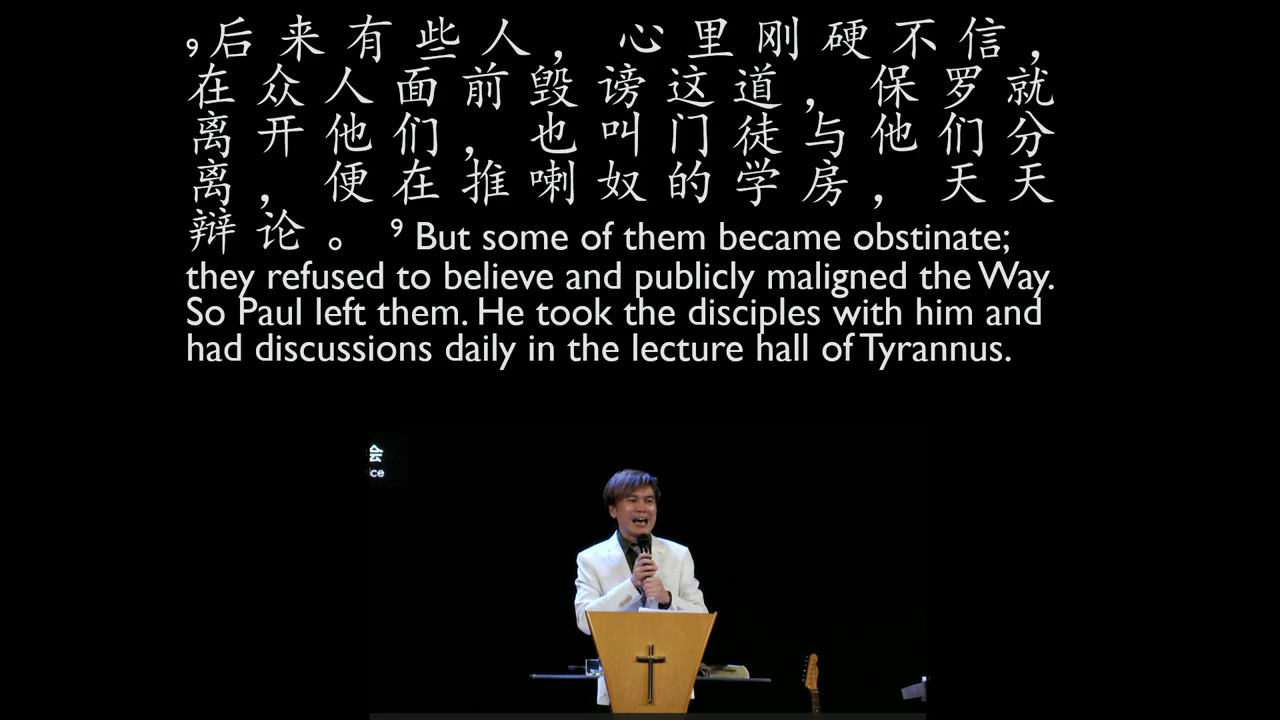 ⁹后来有些人，心里刚硬不信，
在众人面前毁谤这道，保罗就
离开他们，也叫门徒与他们分
离，便在推喇奴的学房，天天
辩论。 ⁹ But some of them became obstinate;
they refused to believe and publicly maligned the Way.
So Paul left them. He took the disciples with him and
had discussions daily in the lecture hall of Tyrannus.
会
ice